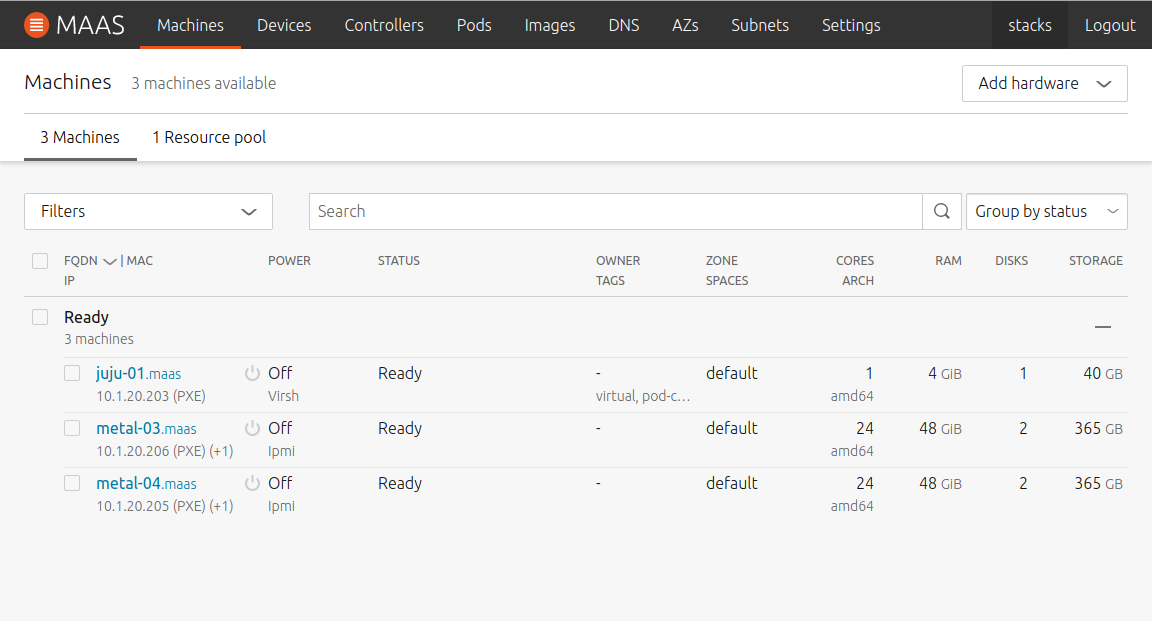 MAAS Machines Devices Controllers Pods Images DNS AZs Subnets Settings stacks Logout
Machines 3 machines available Add hardware
3 Machines 1 Resource pool
Filters Search Group by status
FQDN | MAC POWER STATUS OWNER ZONE CORES RAM DISKS STORAGE
IP TAGS SPACES ARCH
Ready
3 machines
juju-01.maas Off Ready - default 1 4 GiB 1 40 GB
10.1.20.203 (PXE) Virsh virtual, pod-c... amd64
metal-03.maas Off Ready - default 24 48 GiB 2 365 GB
10.1.20.206 (PXE) (+1) Ipmi amd64
metal-04.maas Off Ready - default 24 48 GiB 2 365 GB
10.1.20.205 (PXE) (+1) Ipmi amd64